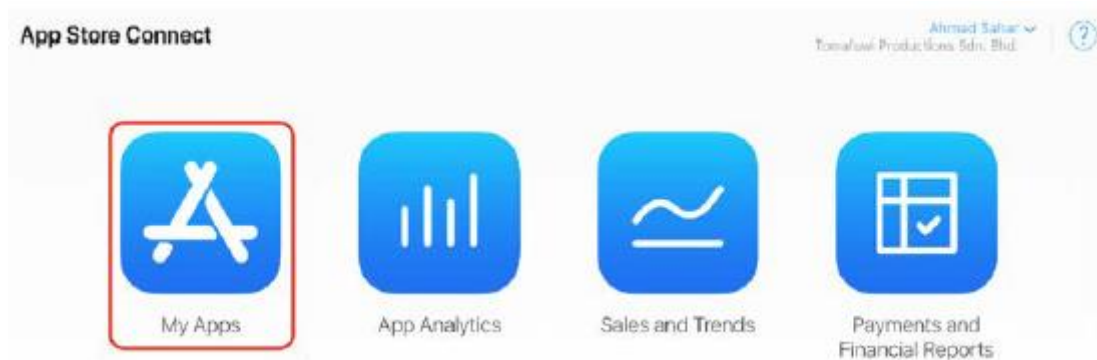 App Store Connect
Ahmad Sahar
Productions Sdn. Bhd.
?
My Apps
App Analytics
Sales and Trends
Payments and
Financial Reports